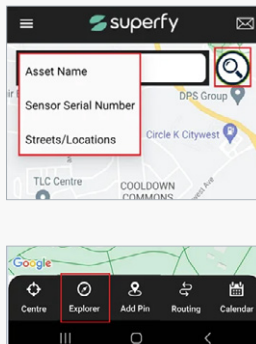 superfy
Asset Name
Sensor Serial Number
Streets/Locations
DPS Group
Circle K Citywest
TLC Centre
COOLDOWN
COMMONS
Google
Centre Explorer Add Pin Routing Calendar